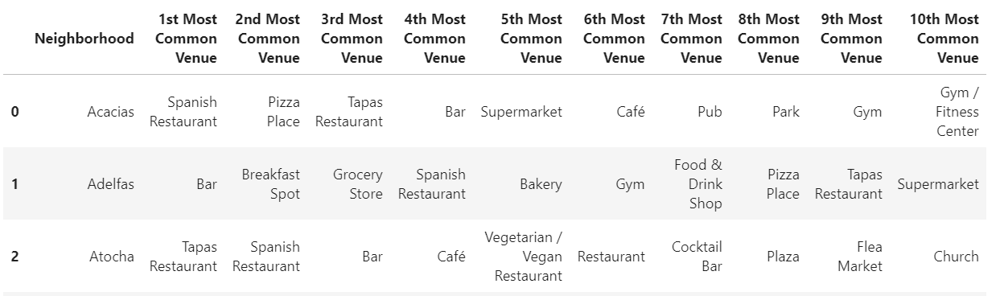 Neighborhood 1st Most Common Venue 2nd Most Common Venue 3rd Most Common Venue 4th Most Common Venue 5th Most Common Venue 6th Most Common Venue 7th Most Common Venue 8th Most Common Venue 9th Most Common Venue 10th Most Common Venue
0 Acacias Spanish Restaurant Pizza Place Tapas Restaurant Bar Supermarket Café Pub Park Gym Gym / Fitness Center
1 Adelfas Bar Breakfast Spot Grocery Store Spanish Restaurant Bakery Gym Food & Drink Shop Pizza Place Tapas Restaurant Supermarket
2 Atocha Tapas Restaurant Spanish Restaurant Bar Café Vegetarian / Vegan Restaurant Restaurant Cocktail Bar Plaza Flea Market Church